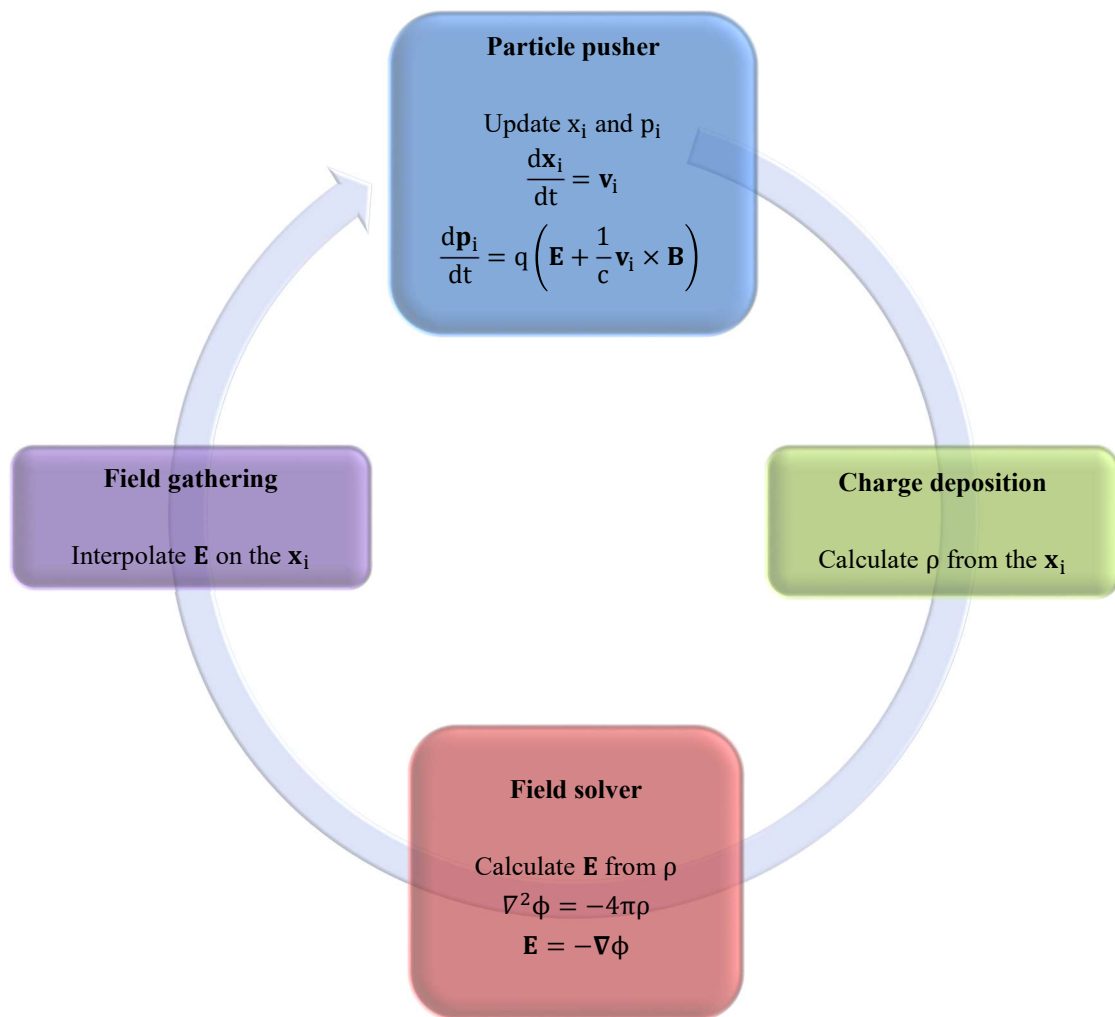 Particle pusher
Update xᵢ and pᵢ
d𝐱ᵢ/dt = 𝐯ᵢ
d𝐩ᵢ/dt = q(𝐄 + 1/c 𝐯ᵢ × 𝐁)
Charge deposition
Calculate ρ from the 𝐱ᵢ
Field solver
Calculate 𝐄 from ρ
∇²ϕ = −4πρ
𝐄 = −𝛁ϕ
Field gathering
Interpolate 𝐄 on the 𝐱ᵢ